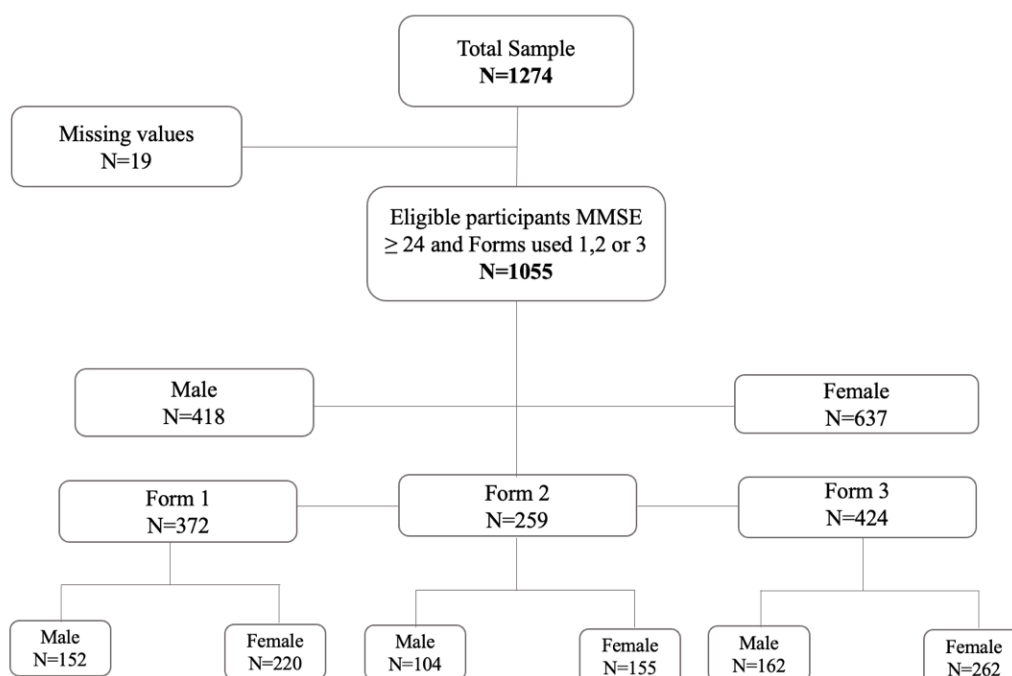 Total Sample
N=1274
Missing values
N=19
Eligible participants MMSE
≥ 24 and Forms used 1,2 or 3
N=1055
Male
N=418
Female
N=637
Form 1
N=372
Form 2
N=259
Form 3
N=424
Male
N=152
Female
N=220
Male
N=104
Female
N=155
Male
N=162
Female
N=262